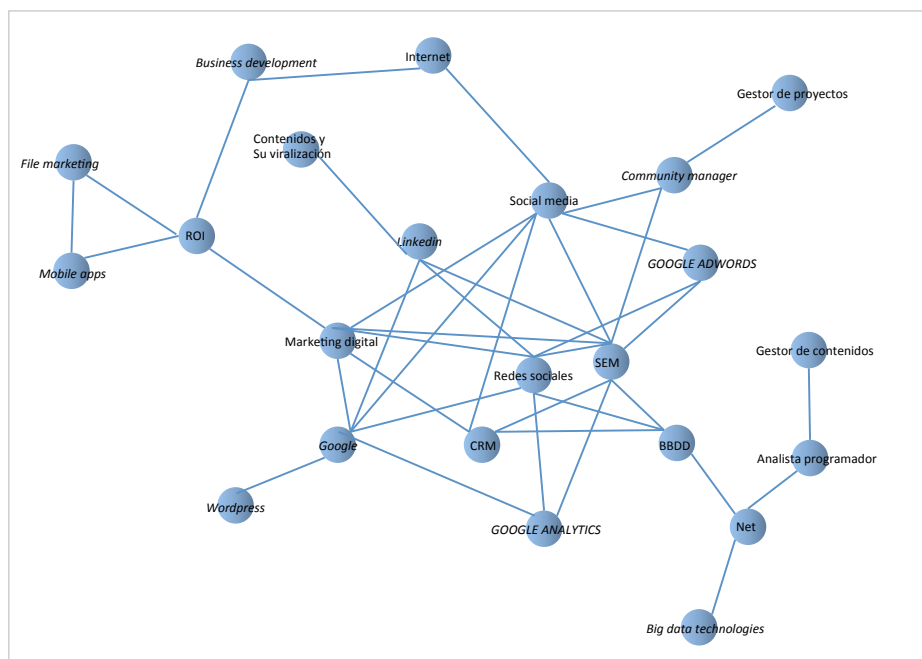 Internet
Business development
Gestor de proyectos
Contenidos y
Su viralización
File marketing
Community manager
Social media
ROI
Linkedin
GOOGLE ADWORDS
Mobile apps
Marketing digital
Gestor de contenidos
SEM
Redes sociales
Google
CRM
BBDD
Analista programador
Wordpress
GOOGLE ANALYTICS
Net
Big data technologies